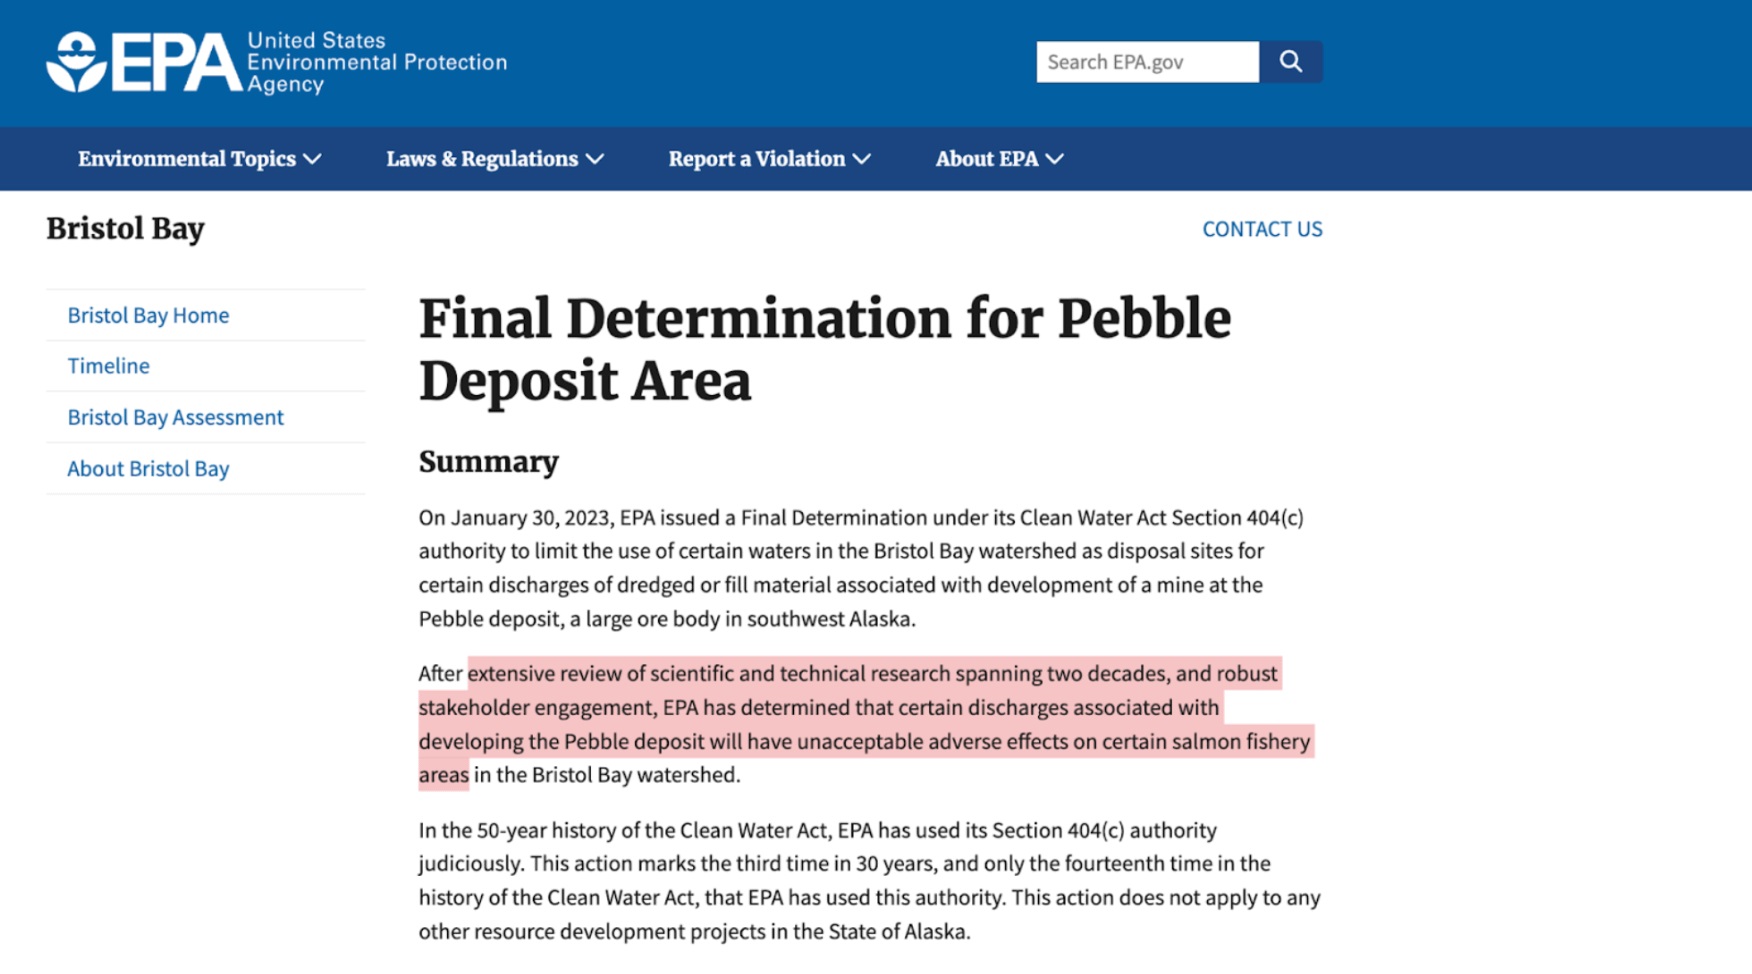 EPA
United States
Environmental Protection
Agency
Search EPA.gov
Environmental Topics
Laws & Regulations
Report a Violation
About EPA
Bristol Bay
CONTACT US
Bristol Bay Home
Timeline
Bristol Bay Assessment
About Bristol Bay
Final Determination for Pebble
Deposit Area
Summary
On January 30, 2023, EPA issued a Final Determination under its Clean Water Act Section 404(c)
authority to limit the use of certain waters in the Bristol Bay watershed as disposal sites for
certain discharges of dredged or fill material associated with development of a mine at the
Pebble deposit, a large ore body in southwest Alaska.
After extensive review of scientific and technical research spanning two decades, and robust
stakeholder engagement, EPA has determined that certain discharges associated with
developing the Pebble deposit will have unacceptable adverse effects on certain salmon fishery
areas in the Bristol Bay watershed.
In the 50-year history of the Clean Water Act, EPA has used its Section 404(c) authority
judiciously. This action marks the third time in 30 years, and only the fourteenth time in the
history of the Clean Water Act, that EPA has used this authority. This action does not apply to any
other resource development projects in the State of Alaska.